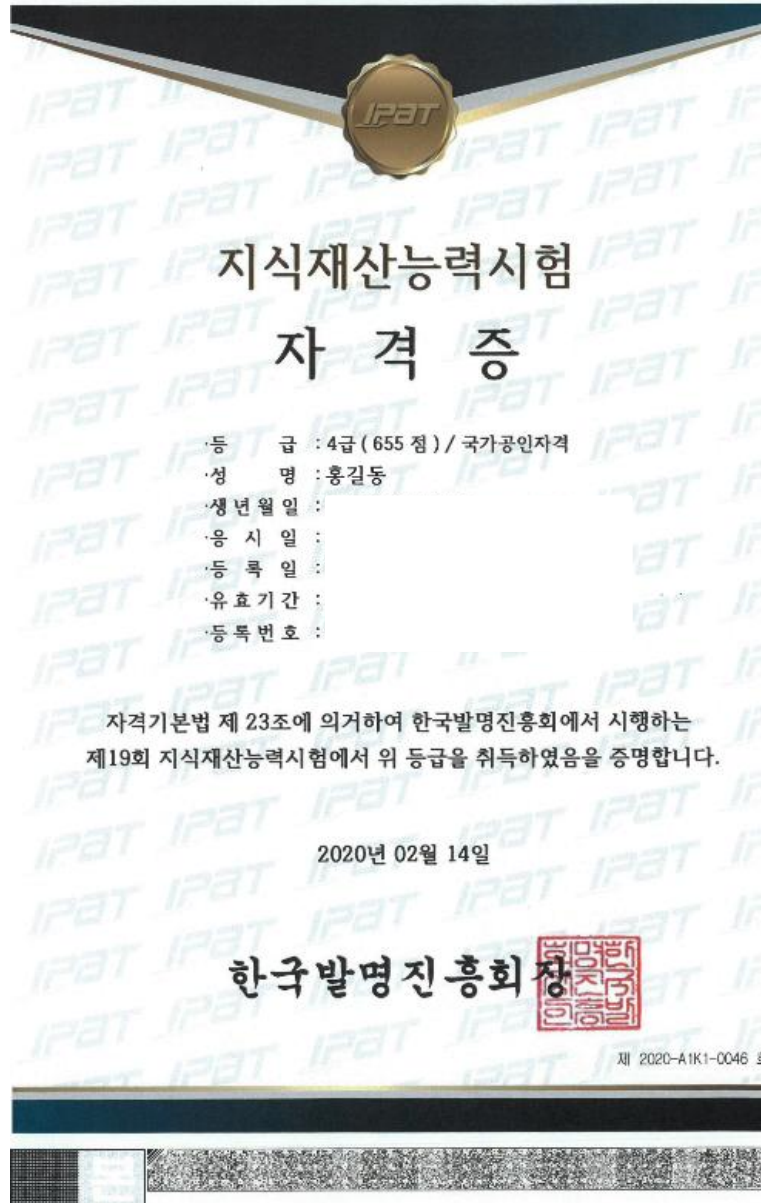 IPAT
지식재산능력시험
자 격 증
·등 급 : 4급 ( 655 점 ) / 국가공인자격
·성 명 : 홍길동
·생 년 월 일 :
·응 시 일 :
·등 록 일 :
·유 효 기 간 :
·등 록 번 호 :
자격기본법 제 23조에 의거하여 한국발명진흥회에서 시행하는
제19회 지식재산능력시험에서 위 등급을 취득하였음을 증명합니다.
2020년 02월 14일
한국발명진흥회장
제 2020-A1K1-0046